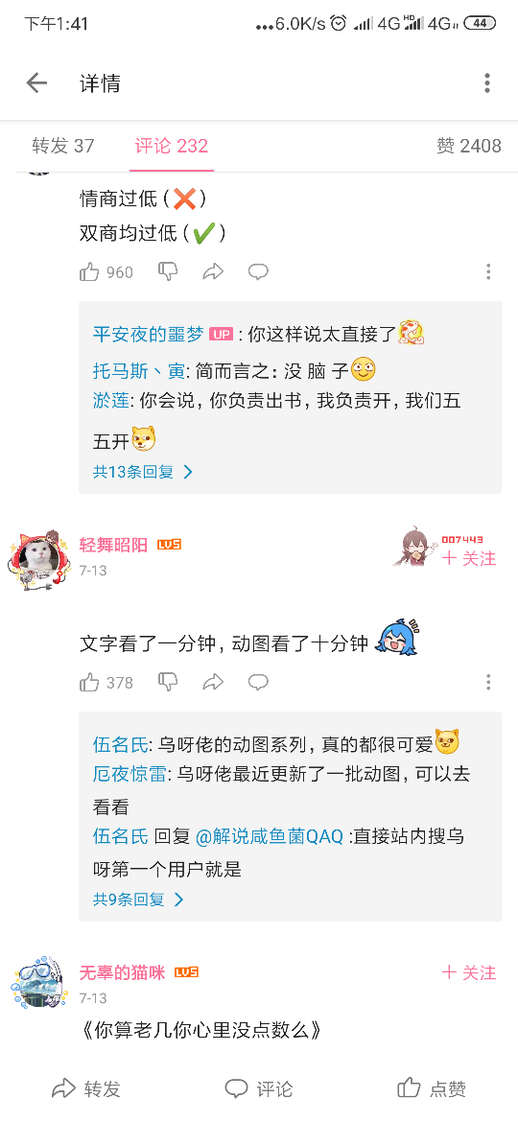 下午1:41
...6.0K/s 4G HD 4G 44
详情
转发 37 评论 232 赞 2408
情商过低（❌）
双商均过低（✅）
960
平安夜的噩梦 UP : 你这样说太直接了
托马斯丶寅: 简而言之：没 脑 子
淤莲: 你会说，你负责出书，我负责开，我们五
五开
共13条回复 >
轻舞昭阳 LV5
007443
7-13
+ 关注
文字看了一分钟，动图看了十分钟
378
伍名氏: 乌呀佬的动图系列，真的都很可爱
厄夜惊雷: 乌呀佬最近更新了一批动图，可以去
看看
伍名氏 回复 @解说咸鱼菌QAQ :直接站内搜乌
呀第一个用户就是
共9条回复 >
无辜的猫咪 LV5
+ 关注
7-13
《你算老几你心里没点数么》
转发 评论 点赞